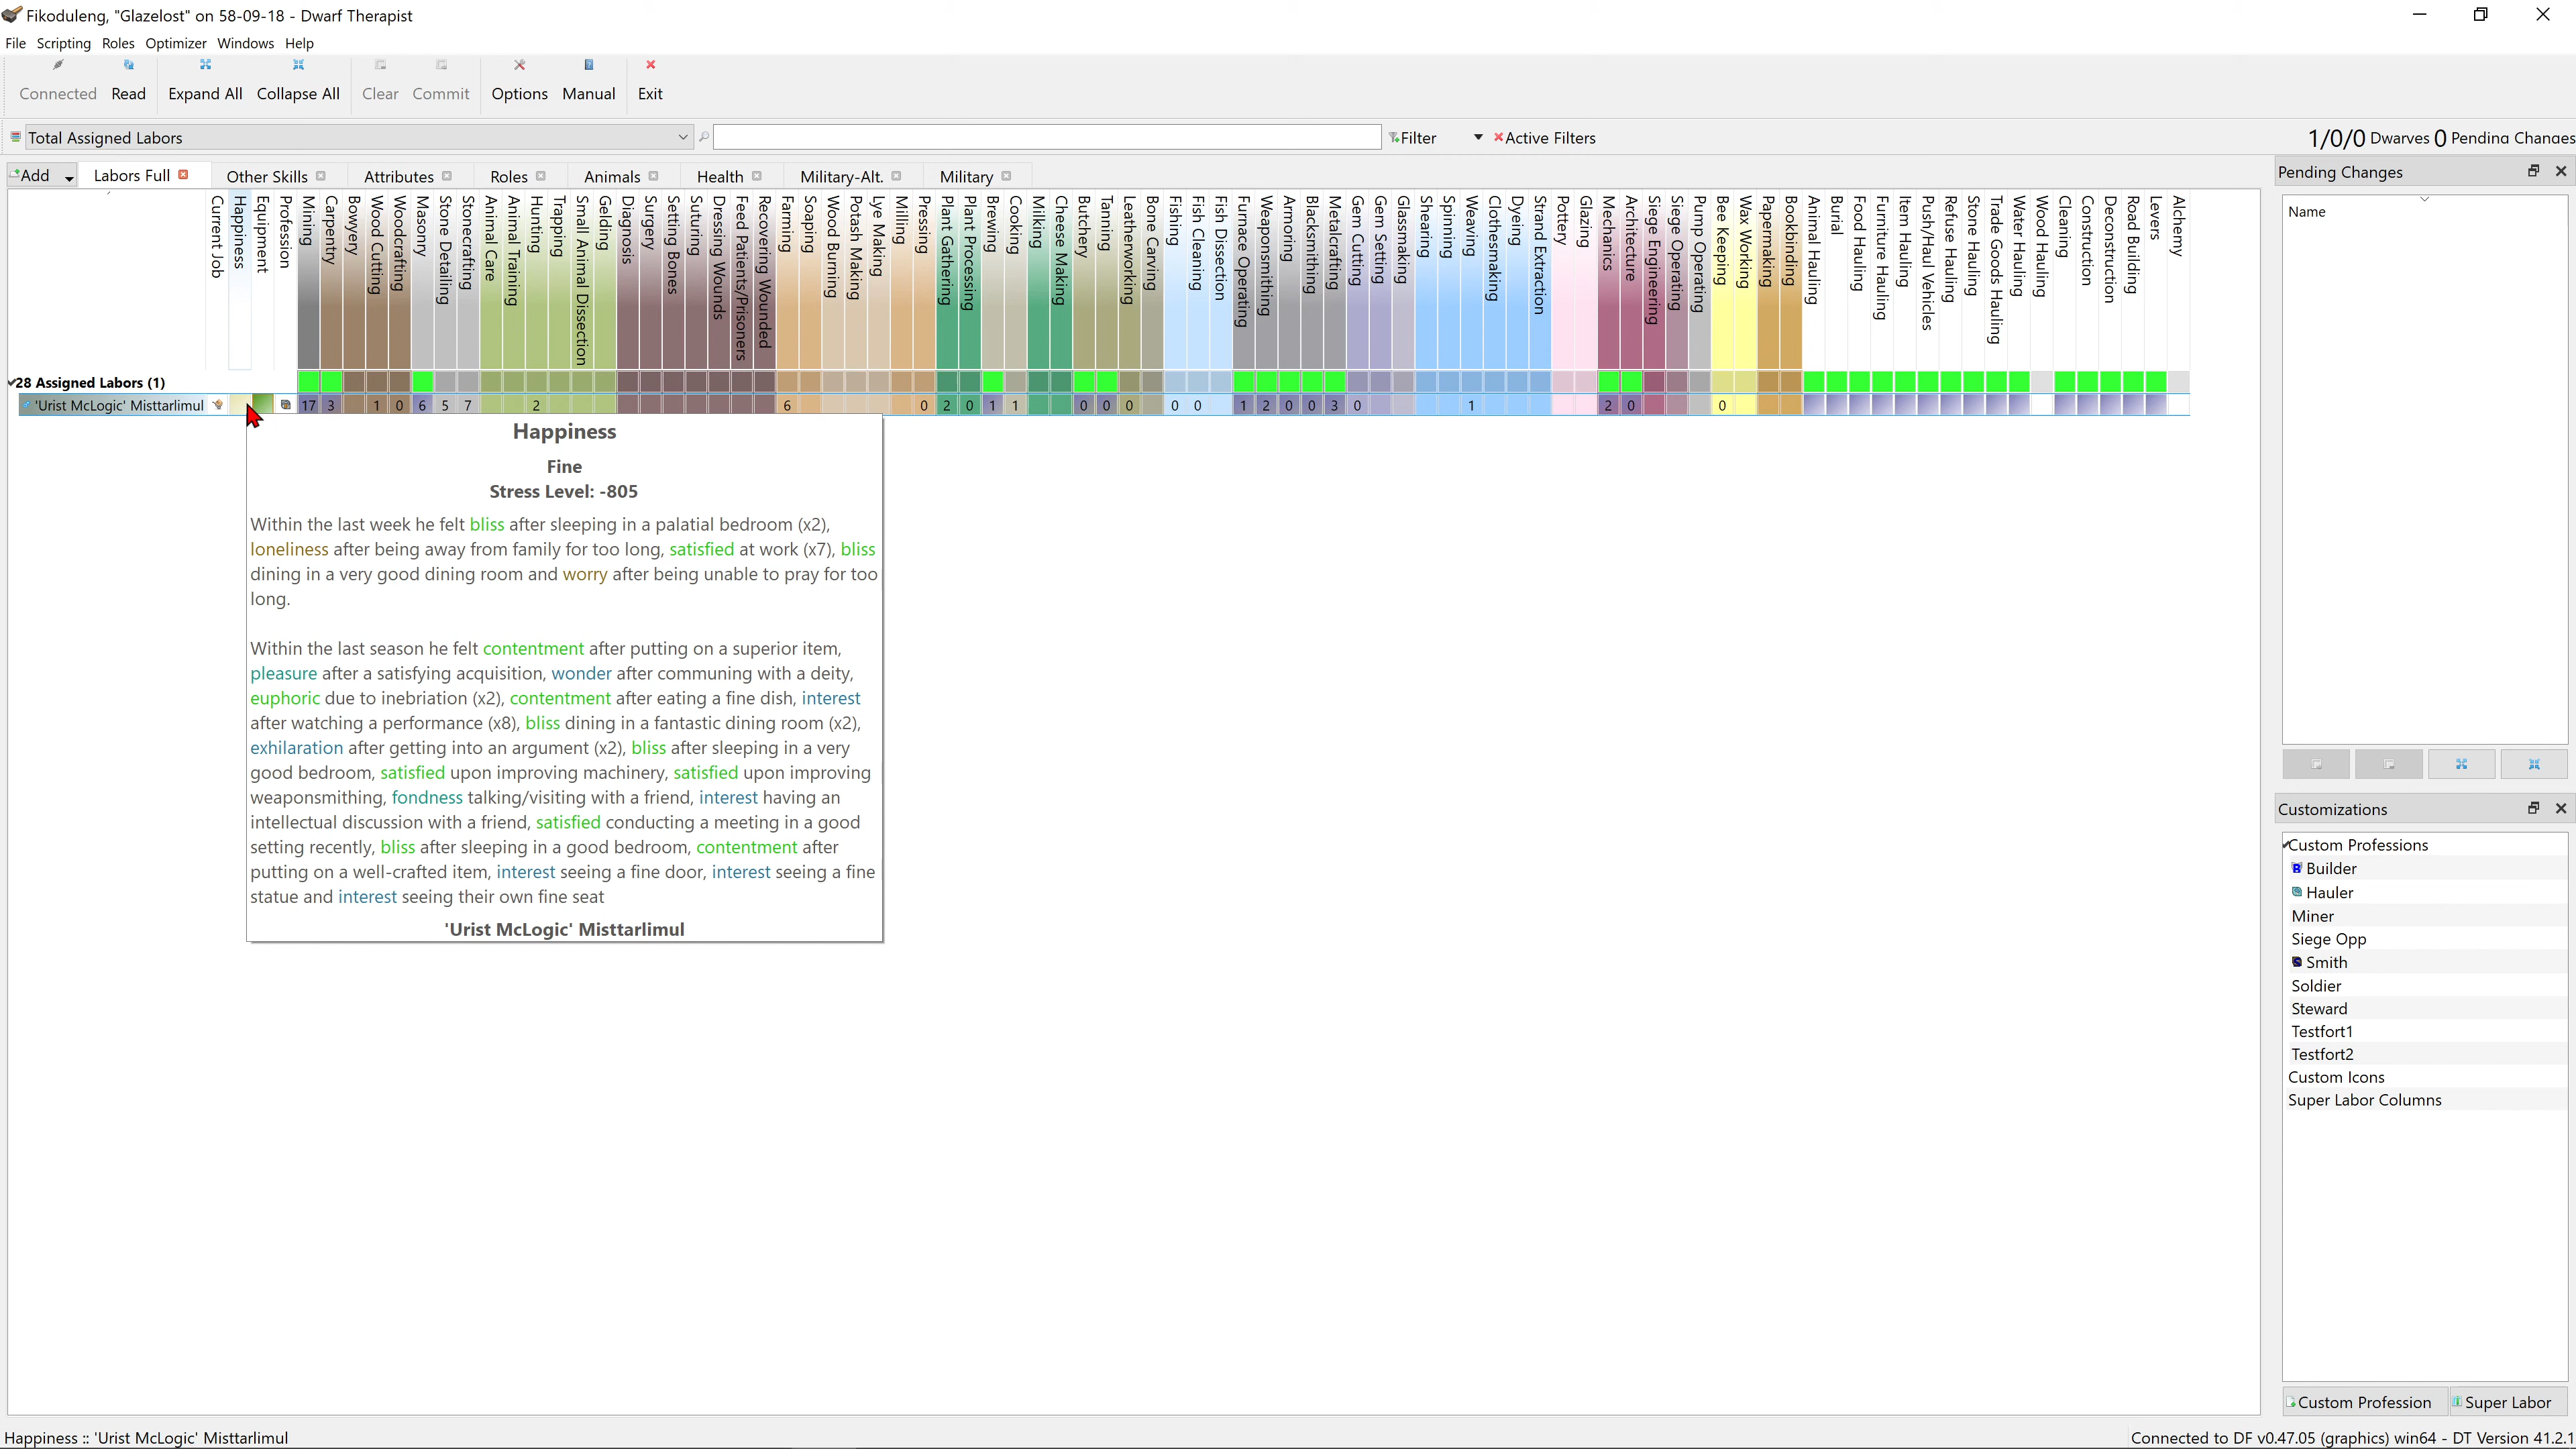 Fikoduleng, "Glazelost" on 58-09-18 - Dwarf Therapist
File Scripting Roles Optimizer Windows Help
Connected Read Expand All Collapse All Clear Commit Options Manual Exit
Total Assigned Labors Filter Active Filters 1/0/0 Dwarves 0 Pending Changes
Add Labors Full Other Skills Attributes Roles Animals Health Military-Alt. Military
Current Job
Happiness
Equipment
Profession
Mining
Carpentry
Bowyery
Wood Cutting
Woodcrafting
Masonry
Stone Detailing
Stonecrafting
Animal Care
Animal Training
Hunting
Trapping
Small Animal Dissection
Gelding
Diagnosis
Surgery
Setting Bones
Suturing
Dressing Wounds
Feed Patients/Prisoners
Recovering Wounded
Farming
Soaping
Wood Burning
Potash Making
Lye Making
Milling
Pressing
Plant Gathering
Plant Processing
Brewing
Cooking
Milking
Cheese Making
Butchery
Tanning
Leatherworking
Bone Carving
Fishing
Fish Cleaning
Fish Dissection
Furnace Operating
Weaponsmithing
Armoring
Blacksmithing
Metalcrafting
Gem Cutting
Gem Setting
Glassmaking
Shearing
Spinning
Weaving
Clothesmaking
Dyeing
Strand Extraction
Pottery
Glazing
Mechanics
Architecture
Siege Engineering
Siege Operating
Pump Operating
Bee Keeping
Wax Working
Papermaking
Bookbinding
Animal Hauling
Burial
Food Hauling
Furniture Hauling
Item Hauling
Push/Haul Vehicles
Refuse Hauling
Stone Hauling
Trade Goods Hauling
Water Hauling
Wood Hauling
Cleaning
Construction
Deconstruction
Road Building
Levers
Alchemy
28 Assigned Labors (1)
'Urist McLogic' Misttarlimul 17 3 1 0 6 5 7 2 6 0 2 0 1 1 0 0 0 0 0 1 2 0 0 3 0 1 2 0 0
Happiness
Fine
Stress Level: -805
Within the last week he felt bliss after sleeping in a palatial bedroom (x2),
loneliness after being away from family for too long, satisfied at work (x7), bliss
dining in a very good dining room and worry after being unable to pray for too
long.
Within the last season he felt contentment after putting on a superior item,
pleasure after a satisfying acquisition, wonder after communing with a deity,
euphoric due to inebriation (x2), contentment after eating a fine dish, interest
after watching a performance (x8), bliss dining in a fantastic dining room (x2),
exhilaration after getting into an argument (x2), bliss after sleeping in a very
good bedroom, satisfied upon improving machinery, satisfied upon improving
weaponsmithing, fondness talking/visiting with a friend, interest having an
intellectual discussion with a friend, satisfied conducting a meeting in a good
setting recently, bliss after sleeping in a good bedroom, contentment after
putting on a well-crafted item, interest seeing a fine door, interest seeing a fine
statue and interest seeing their own fine seat
'Urist McLogic' Misttarlimul
Pending Changes
Name
Customizations
Custom Professions
Builder
Hauler
Miner
Siege Opp
Smith
Soldier
Steward
Testfort1
Testfort2
Custom Icons
Super Labor Columns
Custom Profession Super Labor
Happiness :: 'Urist McLogic' Misttarlimul
Connected to DF v0.47.05 (graphics) win64 - DT Version 41.2.1